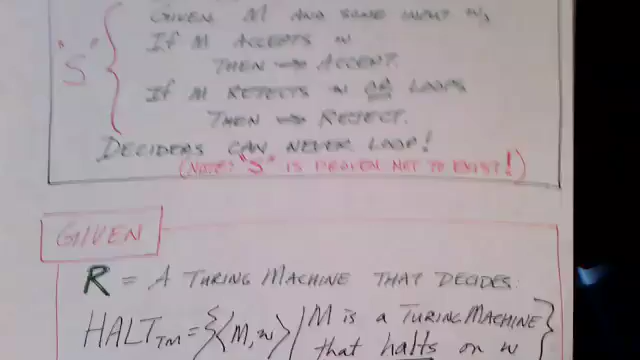 GIVEN M AND SOME INPUT W,
IF M ACCEPTS W
THEN → ACCEPT.
"S"
IF M REJECTS W OR LOOPS
THEN → REJECT.
DECIDERS CAN NEVER LOOP!
(NOTE: "S" IS PROVEN NOT TO EXIST!)
GIVEN
R = A TURING MACHINE THAT DECIDES:
HALT_TM = {⟨M, w⟩ | M IS A TURING MACHINE
that halts on w}